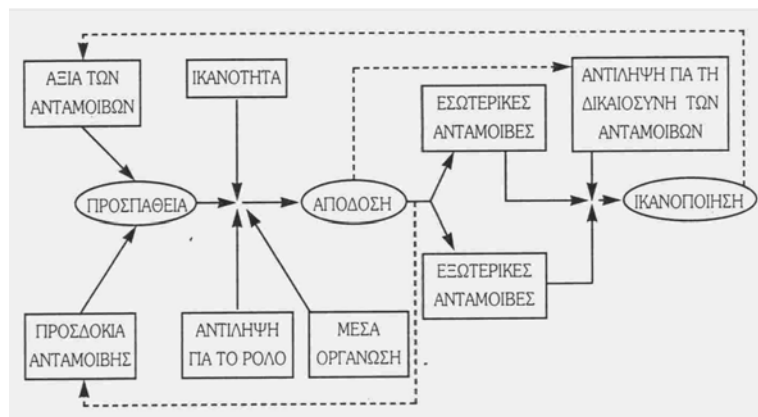 ΑΞΙΑ ΤΩΝ
ΑΝΤΑΜΟΙΒΩΝ
ΙΚΑΝΟΤΗΤΑ
ΕΣΩΤΕΡΙΚΕΣ
ΑΝΤΑΜΟΙΒΕΣ
ΑΝΤΙΛΗΨΗ ΓΙΑ ΤΗ
ΔΙΚΑΙΟΣΥΝΗ ΤΩΝ
ΑΝΤΑΜΟΙΒΩΝ
ΠΡΟΣΠΑΘΕΙΑ
ΑΠΟΔΟΣΗ
ΙΚΑΝΟΠΟΙΗΣΗ
ΕΞΩΤΕΡΙΚΕΣ
ΑΝΤΑΜΟΙΒΕΣ
ΠΡΟΣΔΟΚΙΑ
ΑΝΤΑΜΟΙΒΗΣ
ΑΝΤΙΛΗΨΗ
ΓΙΑ ΤΟ ΡΟΛΟ
ΜΕΣΑ
ΟΡΓΑΝΩΣΗ